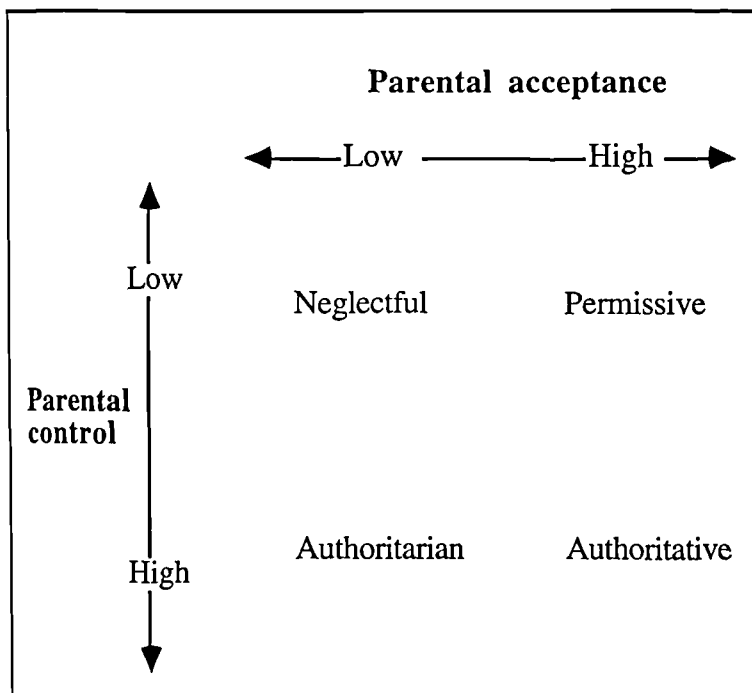 Parental acceptance
Low High
Low
Neglectful Permissive
Parental
control
Authoritarian Authoritative
High